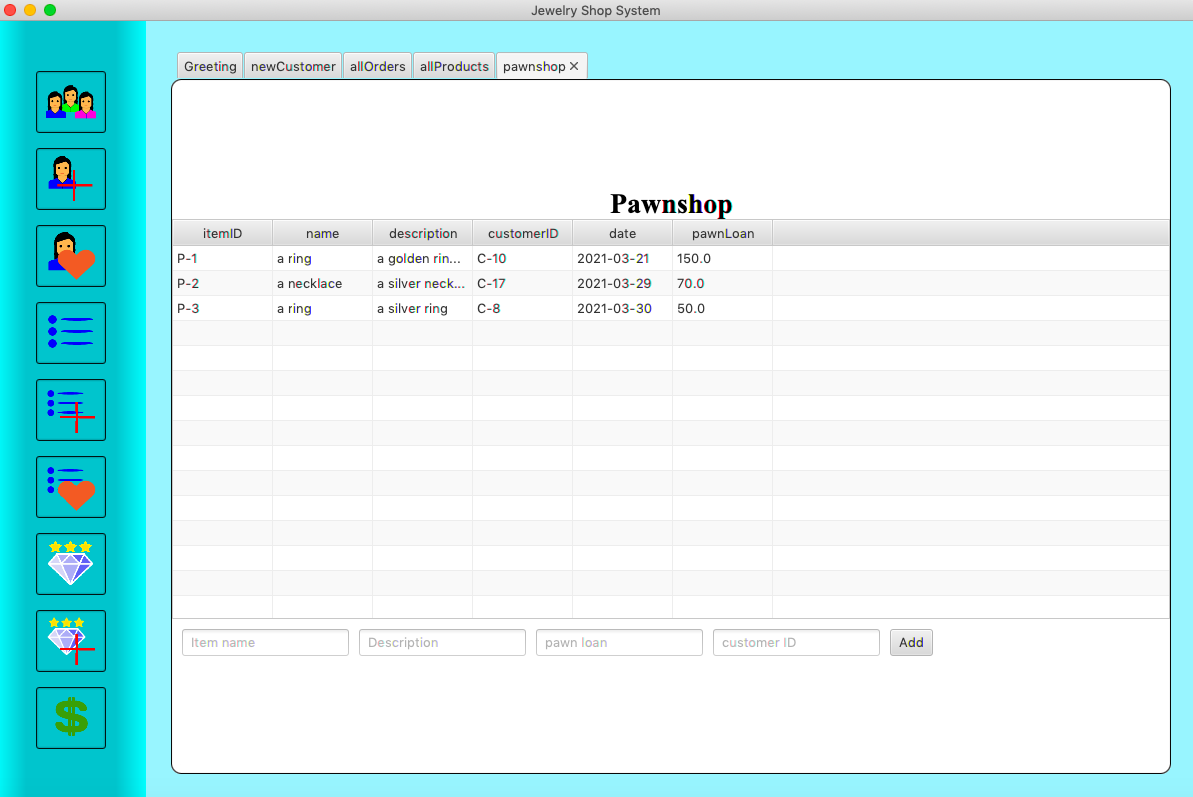 Jewelry Shop System
Greeting newCustomer allOrders allProducts pawnshop ✕
Pawnshop
itemID name description customerID date pawnLoan
P-1 a ring a golden rin... C-10 2021-03-21 150.0
P-2 a necklace a silver neck... C-17 2021-03-29 70.0
P-3 a ring a silver ring C-8 2021-03-30 50.0
Item name Description pawn loan customer ID Add
$